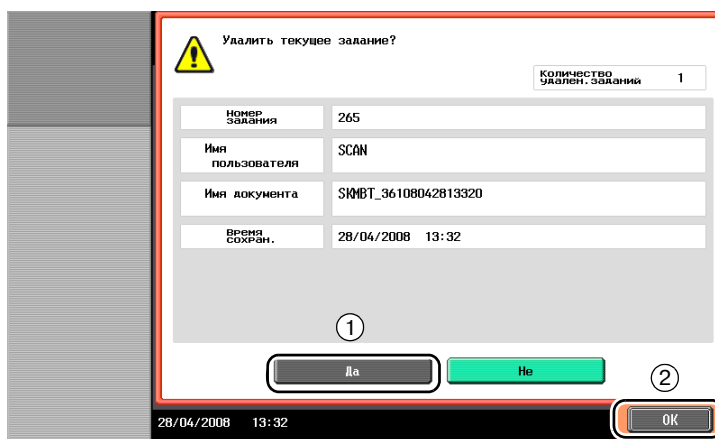 Удалить текущее задание?
Количество
удален.заданий 1
Номер
задания 265
Имя
пользователя SCAN
Имя документа SKMBT_36108042813320
Время
сохран. 28/04/2008 13:32
1
Да Не
2
28/04/2008 13:32 OK